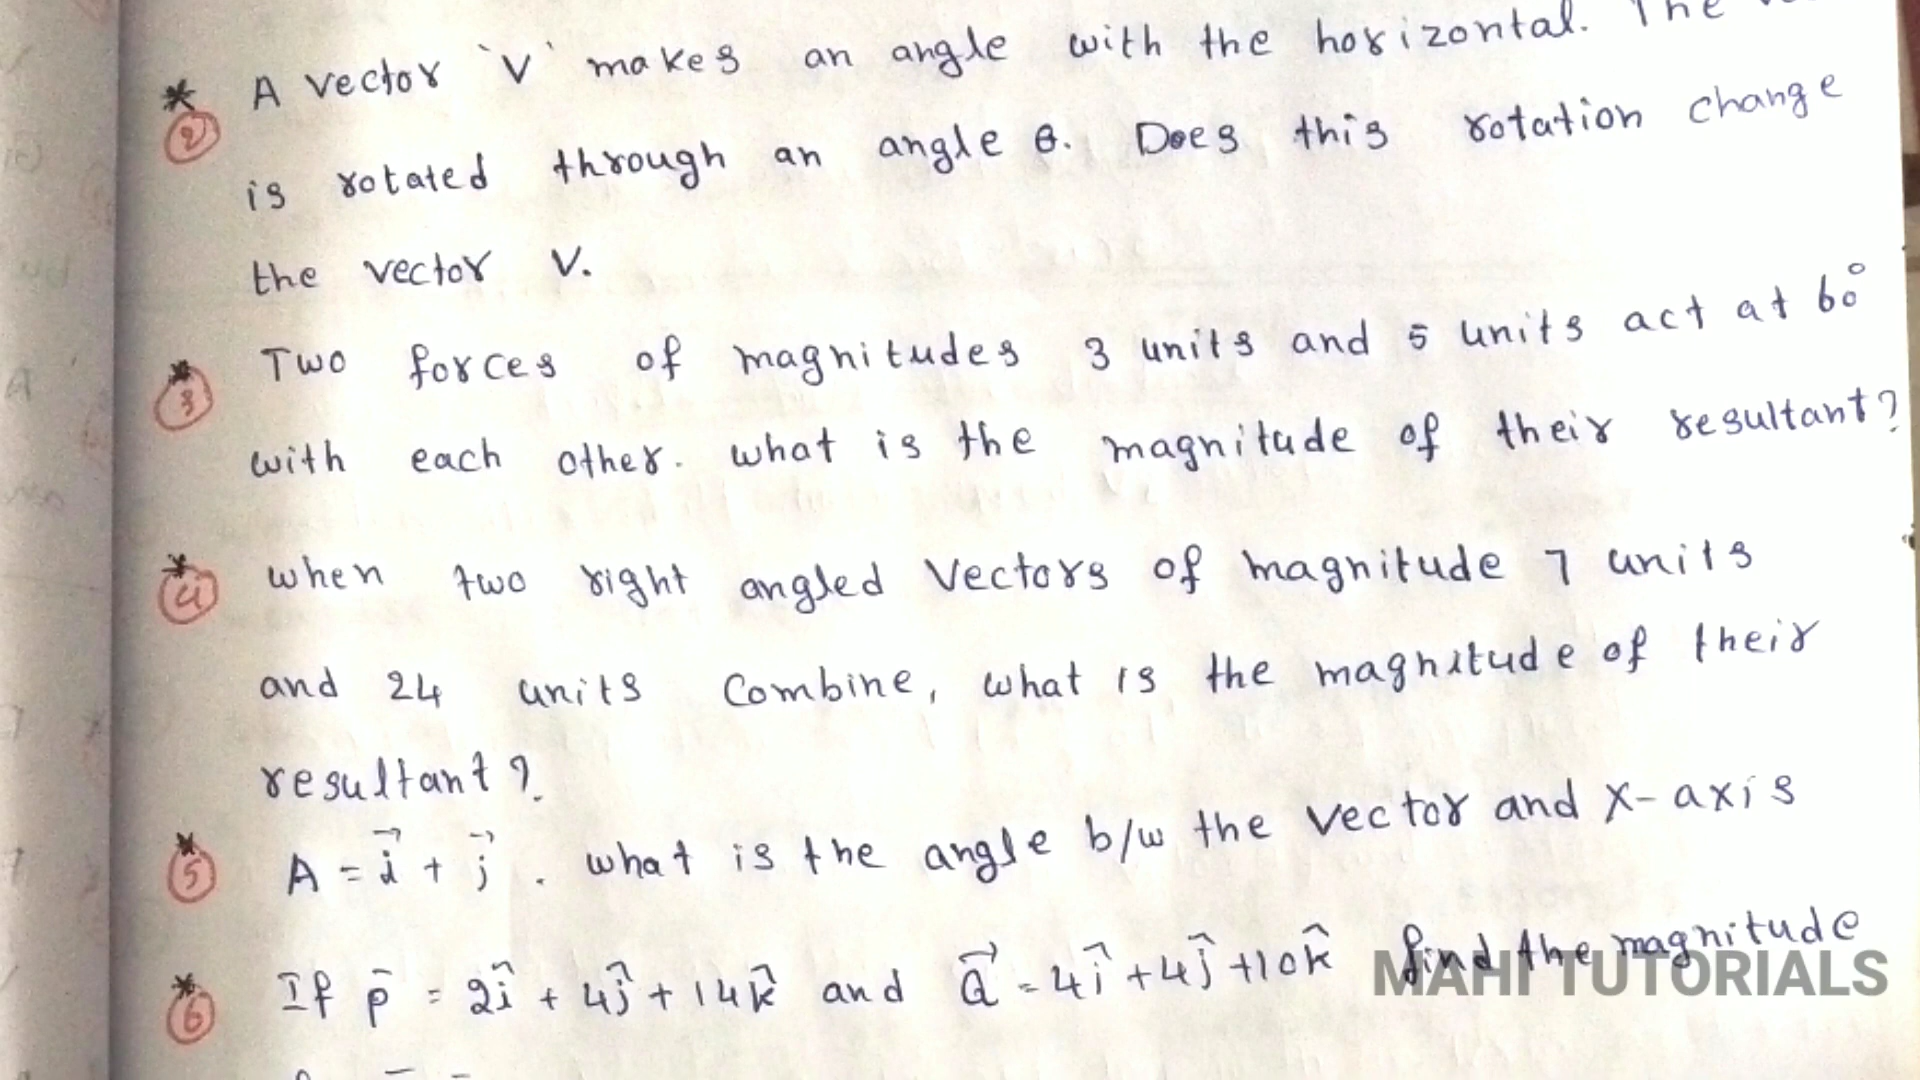 * A vector 'V' makes an angle with the horizontal. The
② is rotated through an angle θ. Does this rotation change
the vector V.
* ③ Two forces of magnitudes 3 units and 5 units act at 60°
with each other. what is the magnitude of their resultant?
* ④ when two right angled vectors of magnitude 7 units
and 24 units combine, what is the magnitude of their
resultant?
* ⑤ A = i⃗ + j⃗ . what is the angle b/w the vector and x-axis
* ⑥ If p̄ = 2i⃗ + 4j⃗ + 14k⃗ and Q⃗ = 4i⃗ + 4j⃗ + 10k̂ find the magnitude
MAHI TUTORIALS